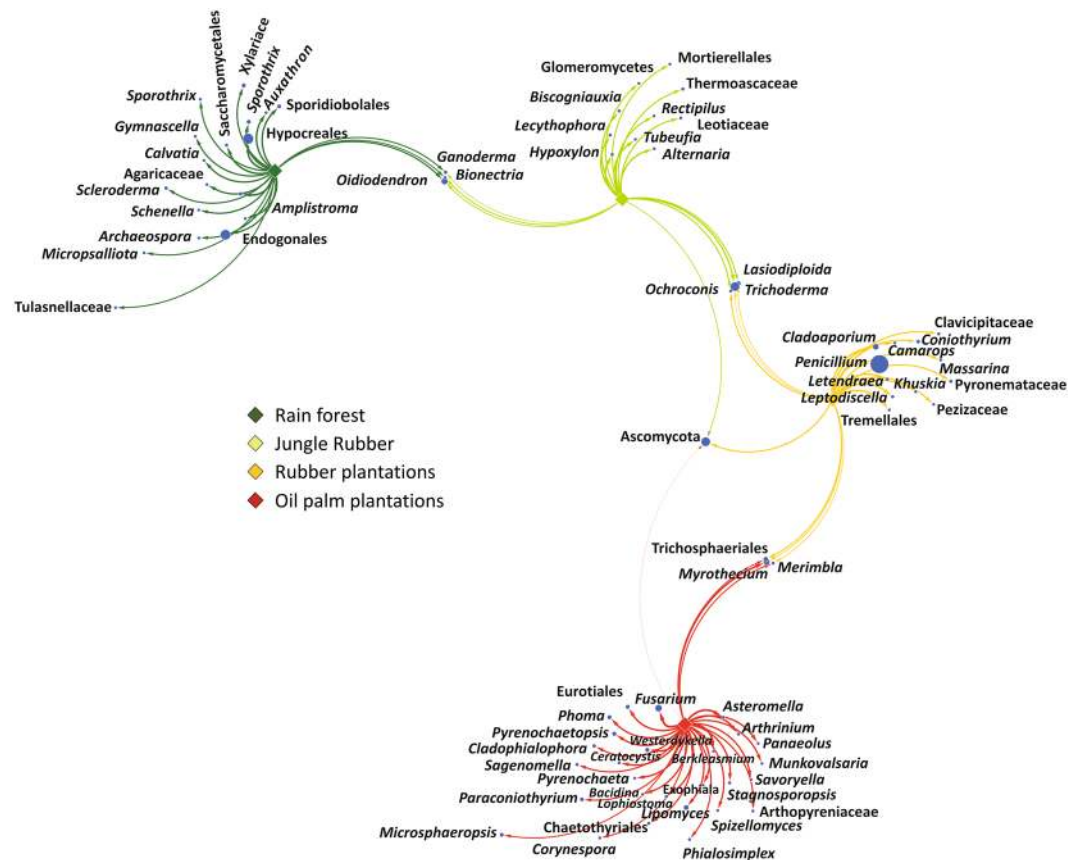 Mortierellales
Glomeromycetes
Xylariace
Saccharomycetales
Sporothrix
Auxathron
Thermoascaceae
Sporothrix
Sporidiobolales
Biscogniauxia
Rectipilus
Leotiaceae
Gymnascella
Hypocreales
Lecythophora
Tubeufia
Calvatia
Ganoderma
Hypoxylon
Alternaria
Agaricaceae
Bionectria
Oidiodendron
Scleroderma
Schenella
Amplistroma
Archaespora
Endogonales
Micropsalliota
Lasiodiploida
Ochroconis
Trichoderma
Tulasnellaceae
Clavicipitaceae
Cladoaporium
Coniothyrium
Camarops
Penicillium
Massarina
Letendraea
Khuskia
Pyronemataceae
Leptodiscella
Pezizaceae
Tremellales
Rain forest
Jungle Rubber
Rubber plantations
Oil palm plantations
Ascomycota
Trichosphaeriales
Myrothecium
Merimbla
Eurotiales
Fusarium
Asteromella
Phoma
Arthrinium
Pyrenochaetopsis
Westerdykella
Panaeolus
Cladophialophora
Ceratocystis
Berkleasmium
Munkovalsaria
Sagenomella
Savoryella
Pyrenochaeta
Exophiala
Stagnosporopsis
Bacidina
Paraconiothyrium
Lophiostoma
Lipomyces
Arthopyreniaceae
Microsphaeropsis
Chaetothyriales
Spizellomyces
Corynespora
Phialosimplex